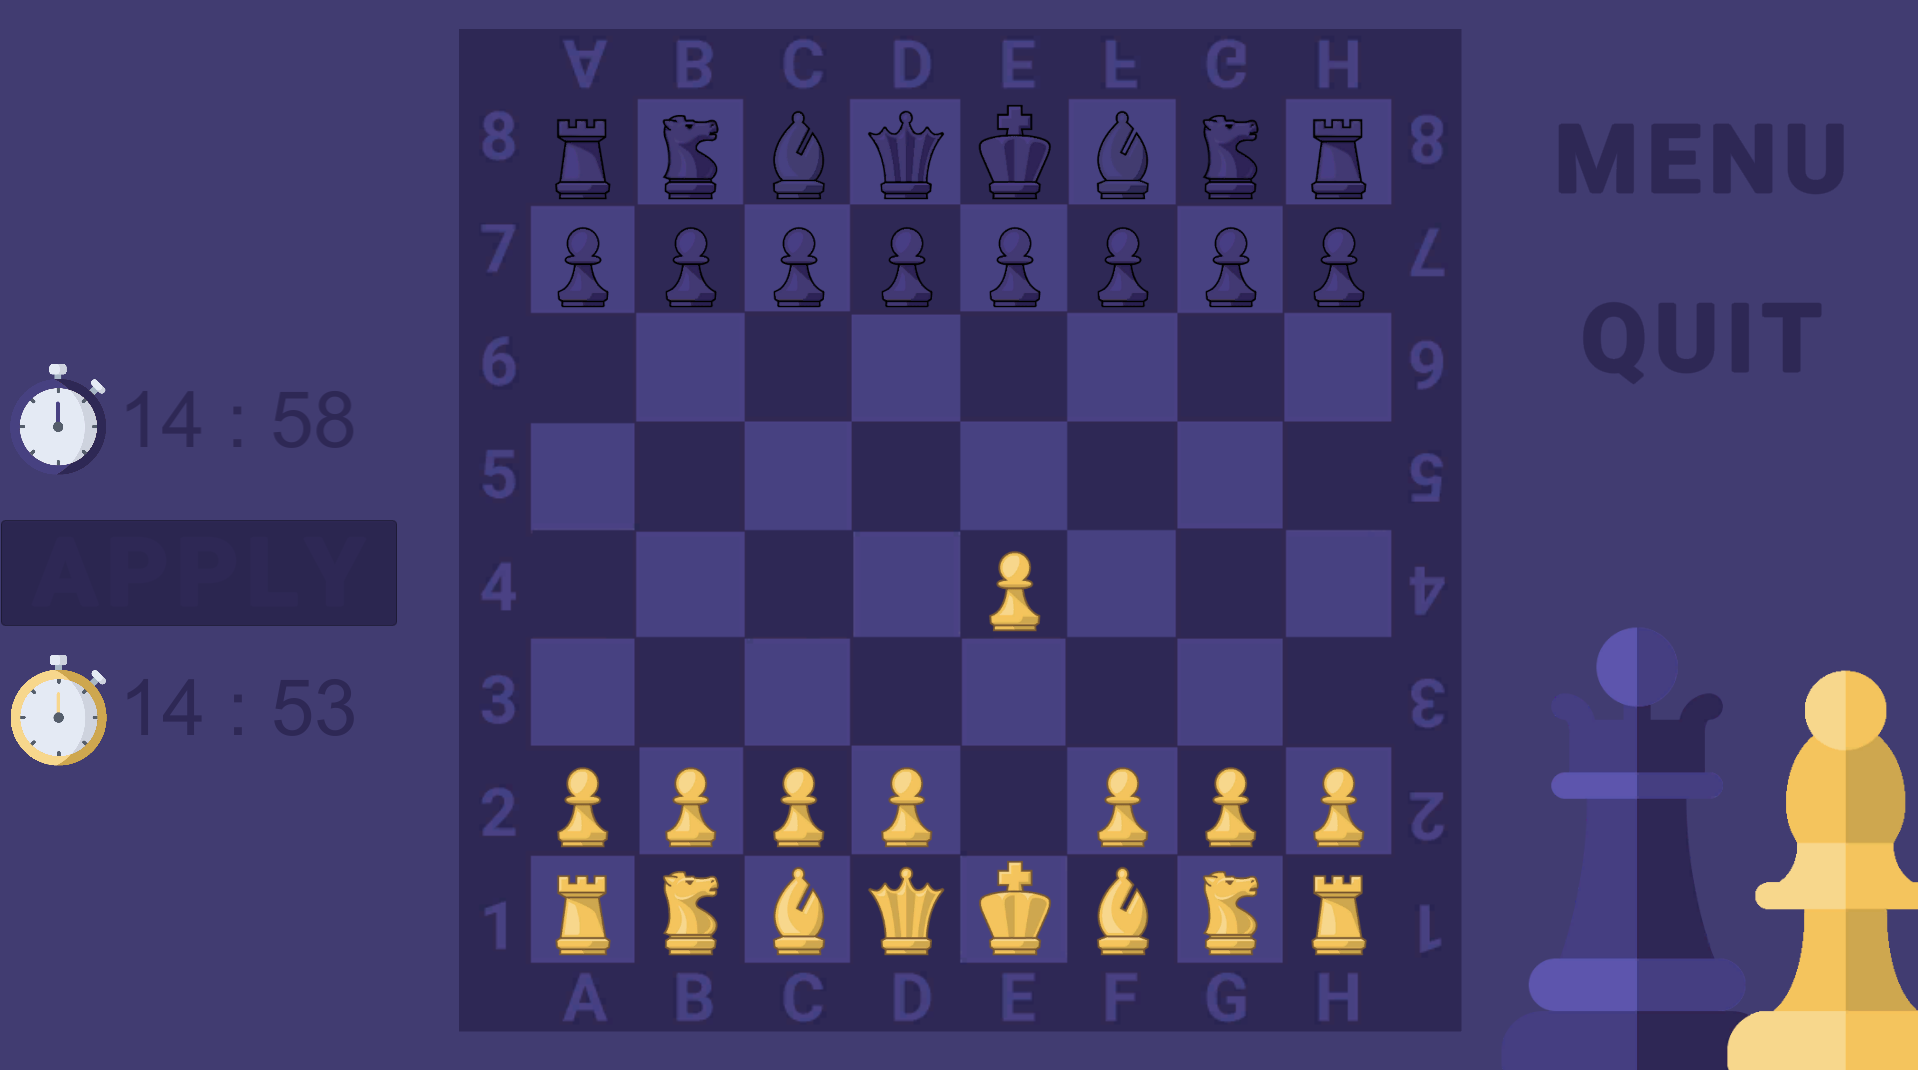 A B C D E F G H
8 8
MENU
7 7
QUIT
6 6
14 : 58
5 5
APPLY
4 4
14 : 53
3 3
2 2
1 1
A B C D E F G H